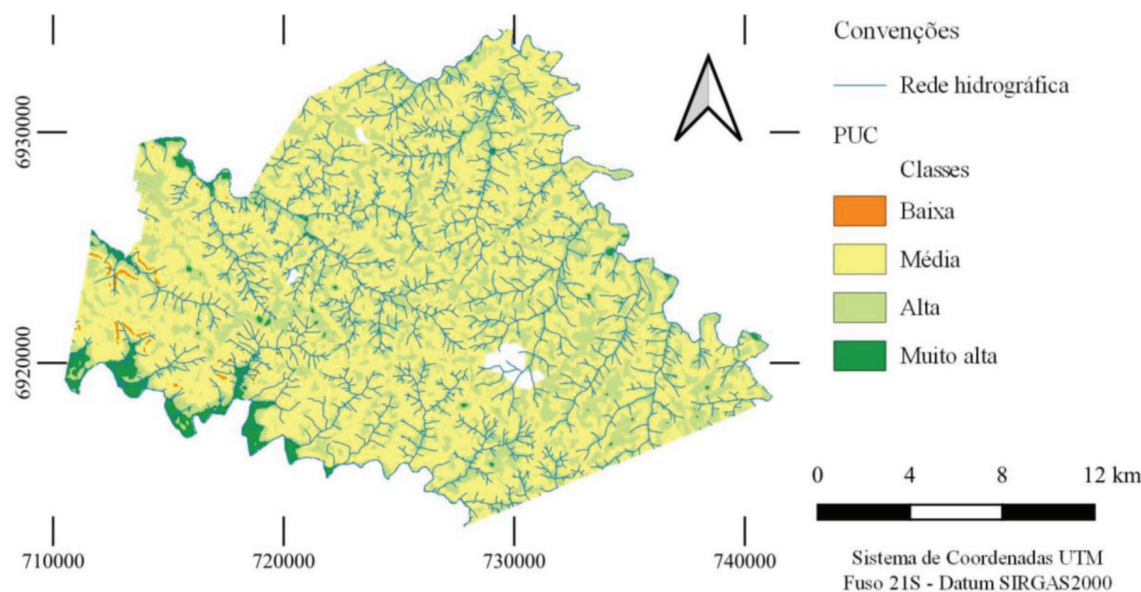 Convenções
Rede hidrográfica
PUC
Classes
Baixa
Média
Alta
Muito alta
6930000
6920000
710000
720000
730000
740000
0 4 8 12 km
Sistema de Coordenadas UTM
Fuso 21S - Datum SIRGAS2000